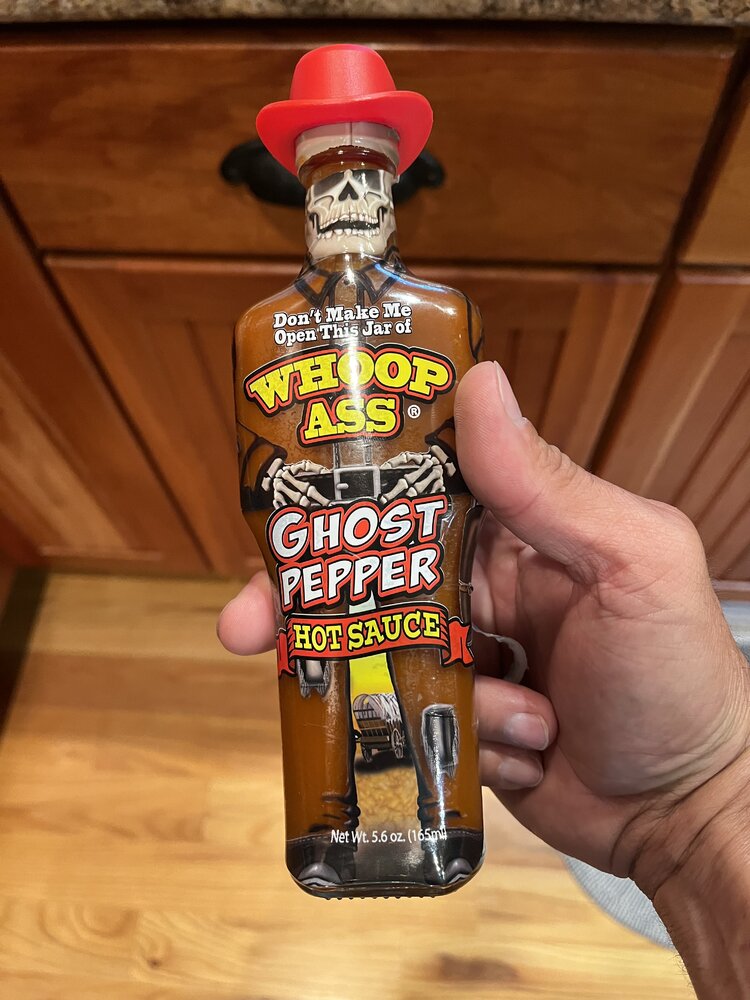 Don't Make Me
Open This Jar of
WHOOP
ASS ®
GHOST
PEPPER
HOT SAUCE
Net Wt. 5.6 oz. (165ml)